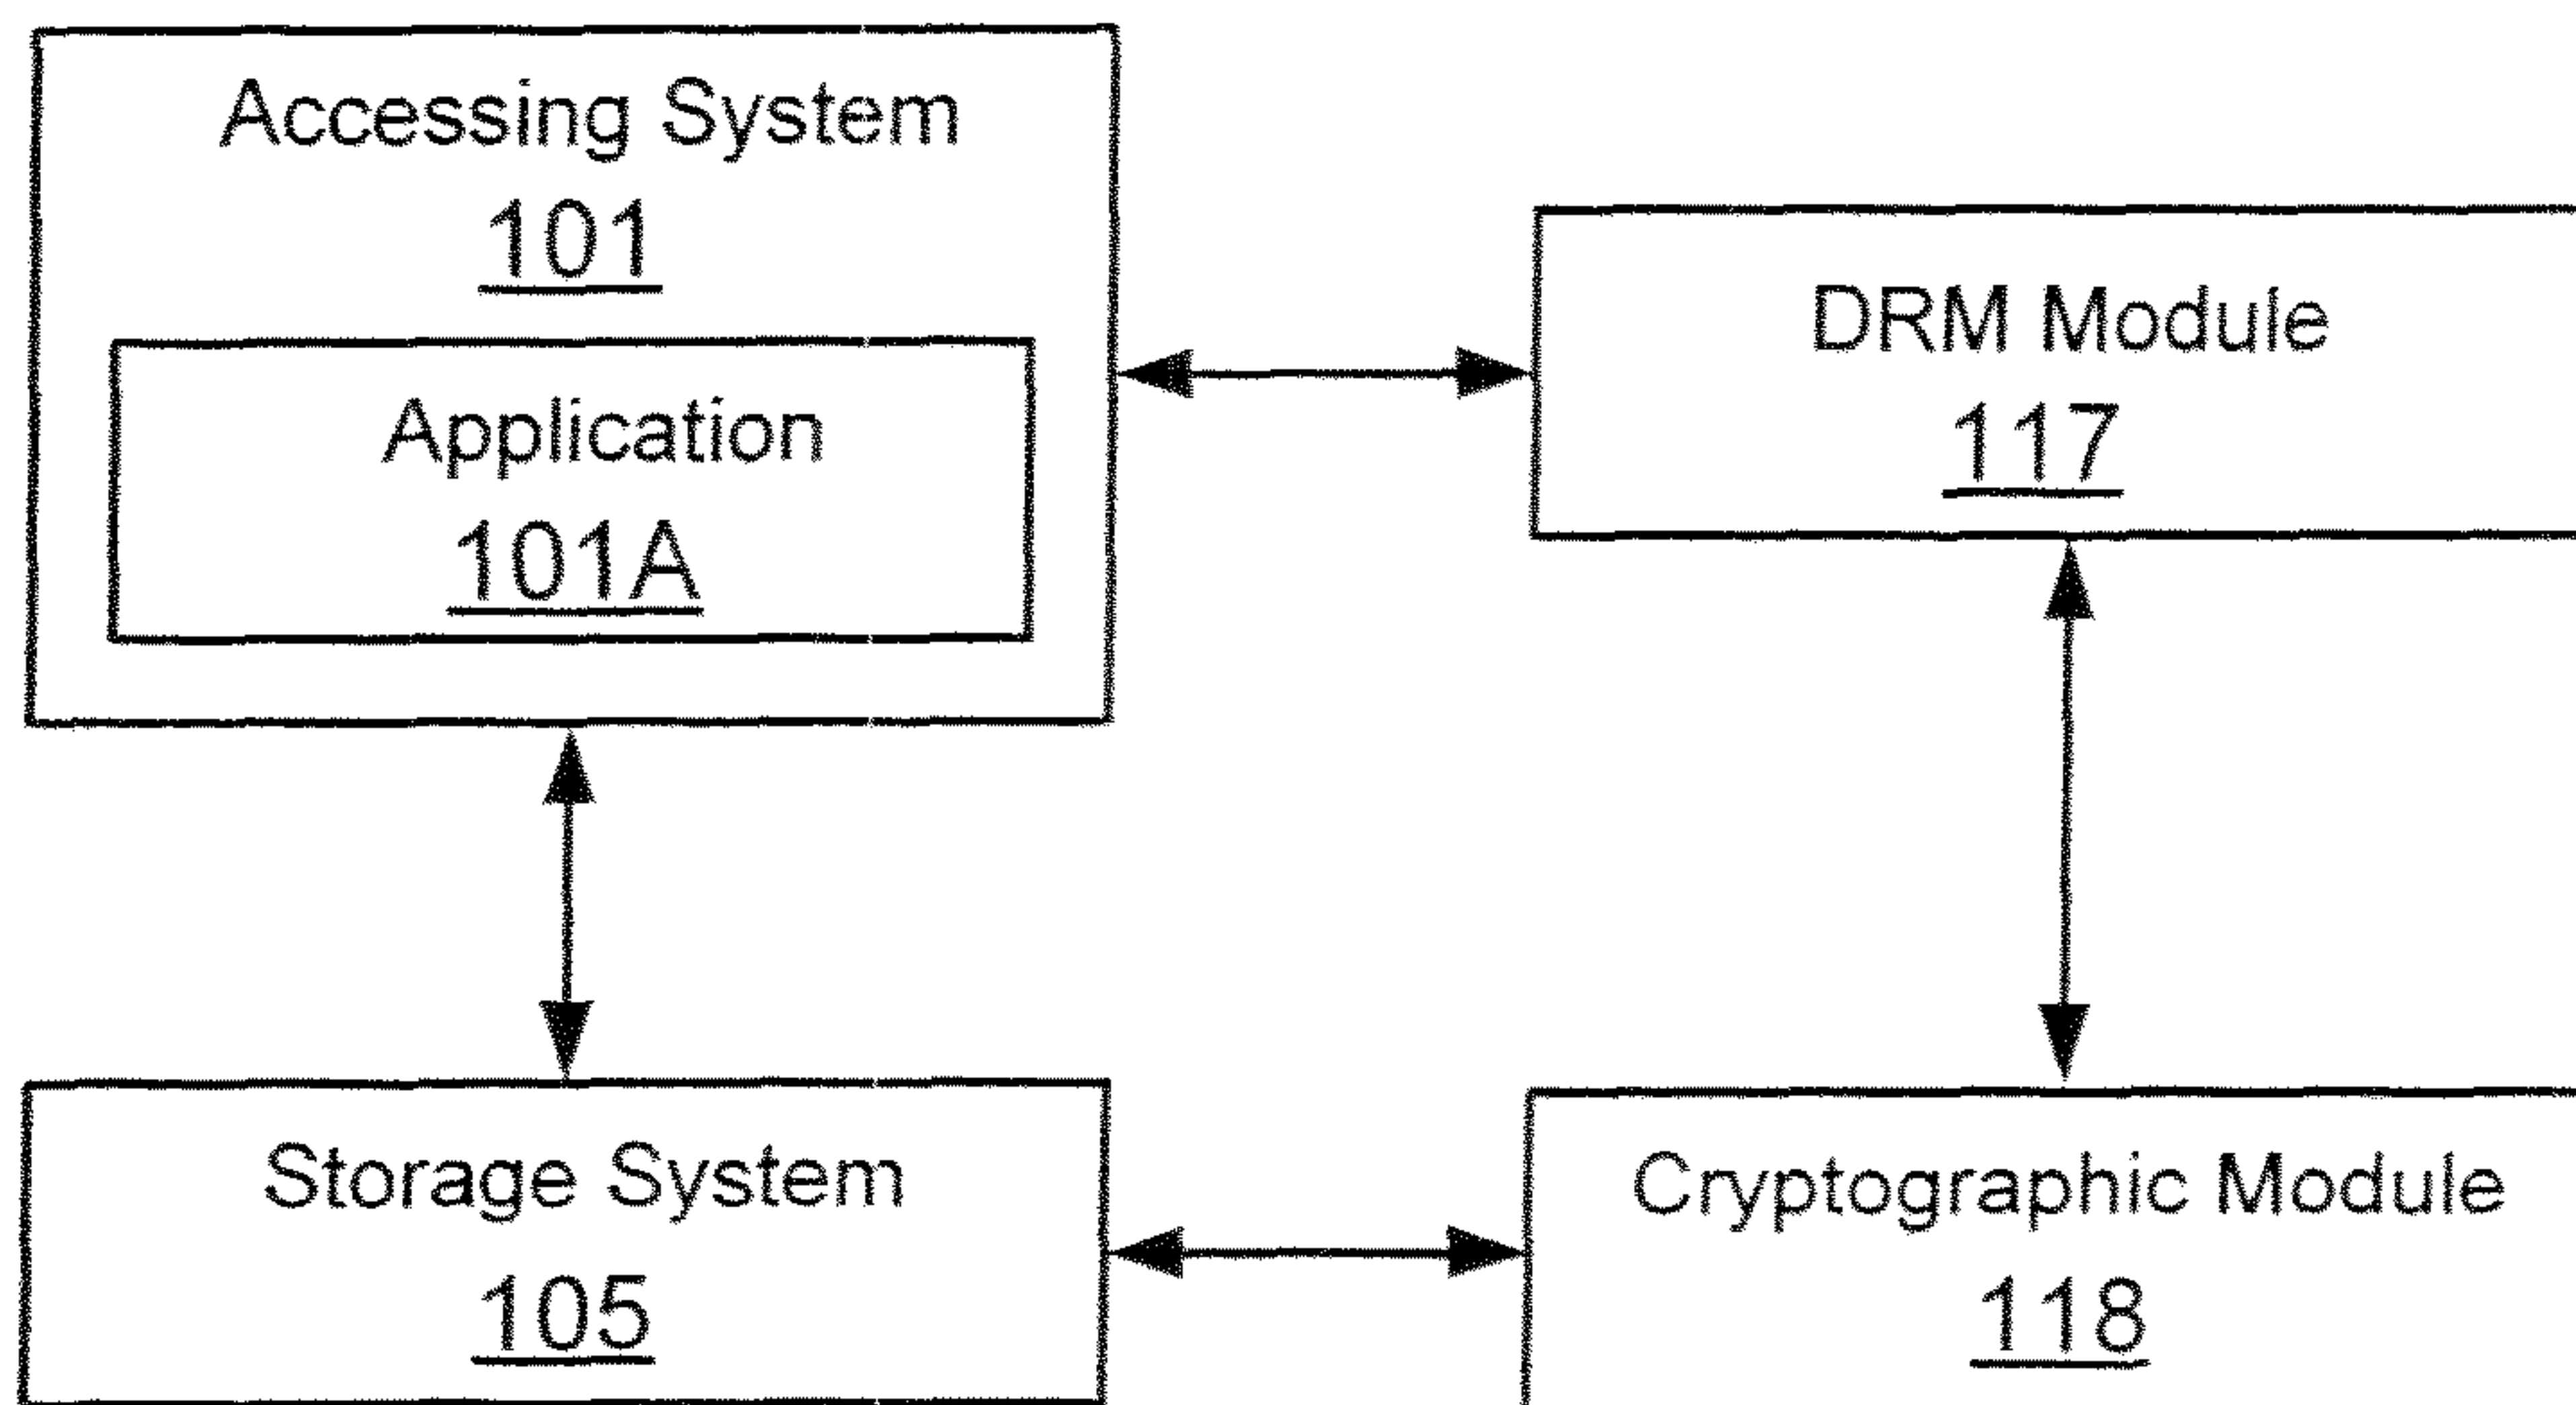 Accessing System
101
Application
101A
DRM Module
117
Storage System
105
Cryptographic Module
118